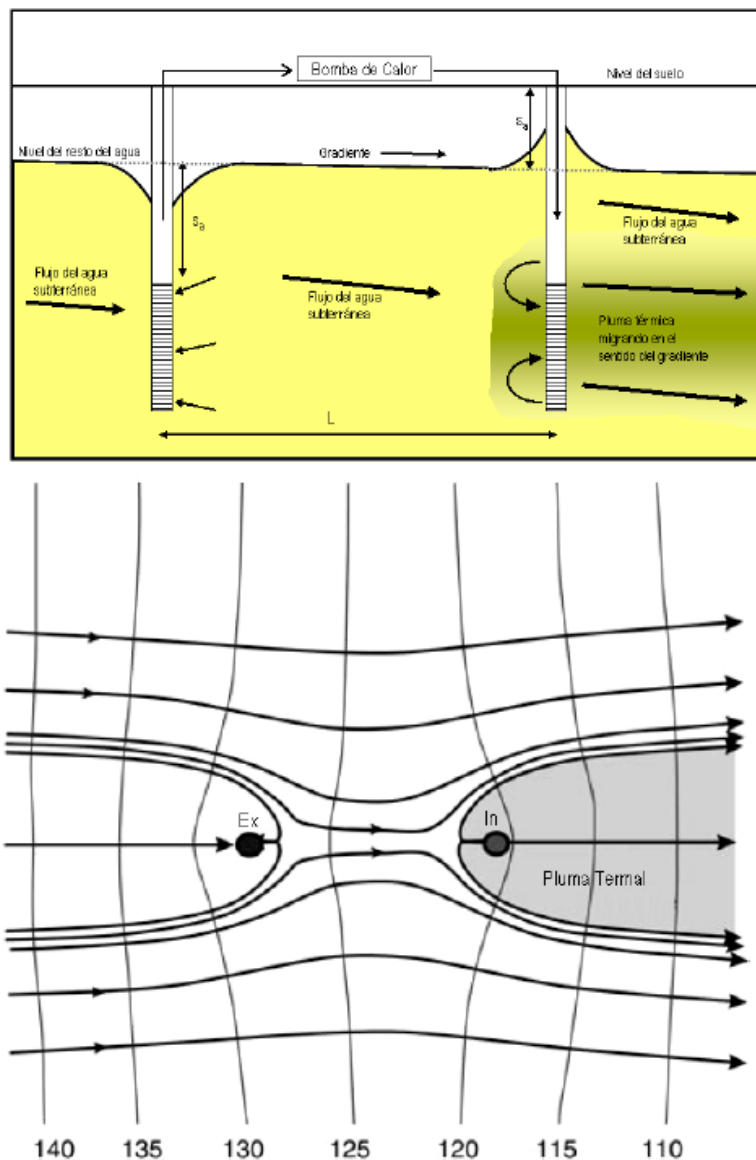 Bomba de Calor
Nivel del suelo
Sa
Nivel del resto del agua
Gradiente
Sa
Flujo del agua
subterránea
Flujo del agua
subterránea
Flujo del agua
subterránea
Pluma térmica
migrando en el
sentido del gradiente
L
Ex
In
Pluma Termal
140 135 130 125 120 115 110